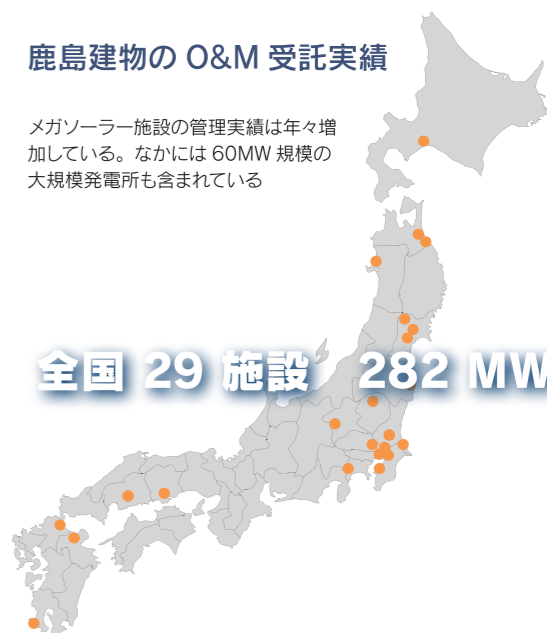 鹿島建物の O&M 受託実績
メガソーラー施設の管理実績は年々増
加している。なかには 60MW 規模の
大規模発電所も含まれている
全国 29 施設　282 MW